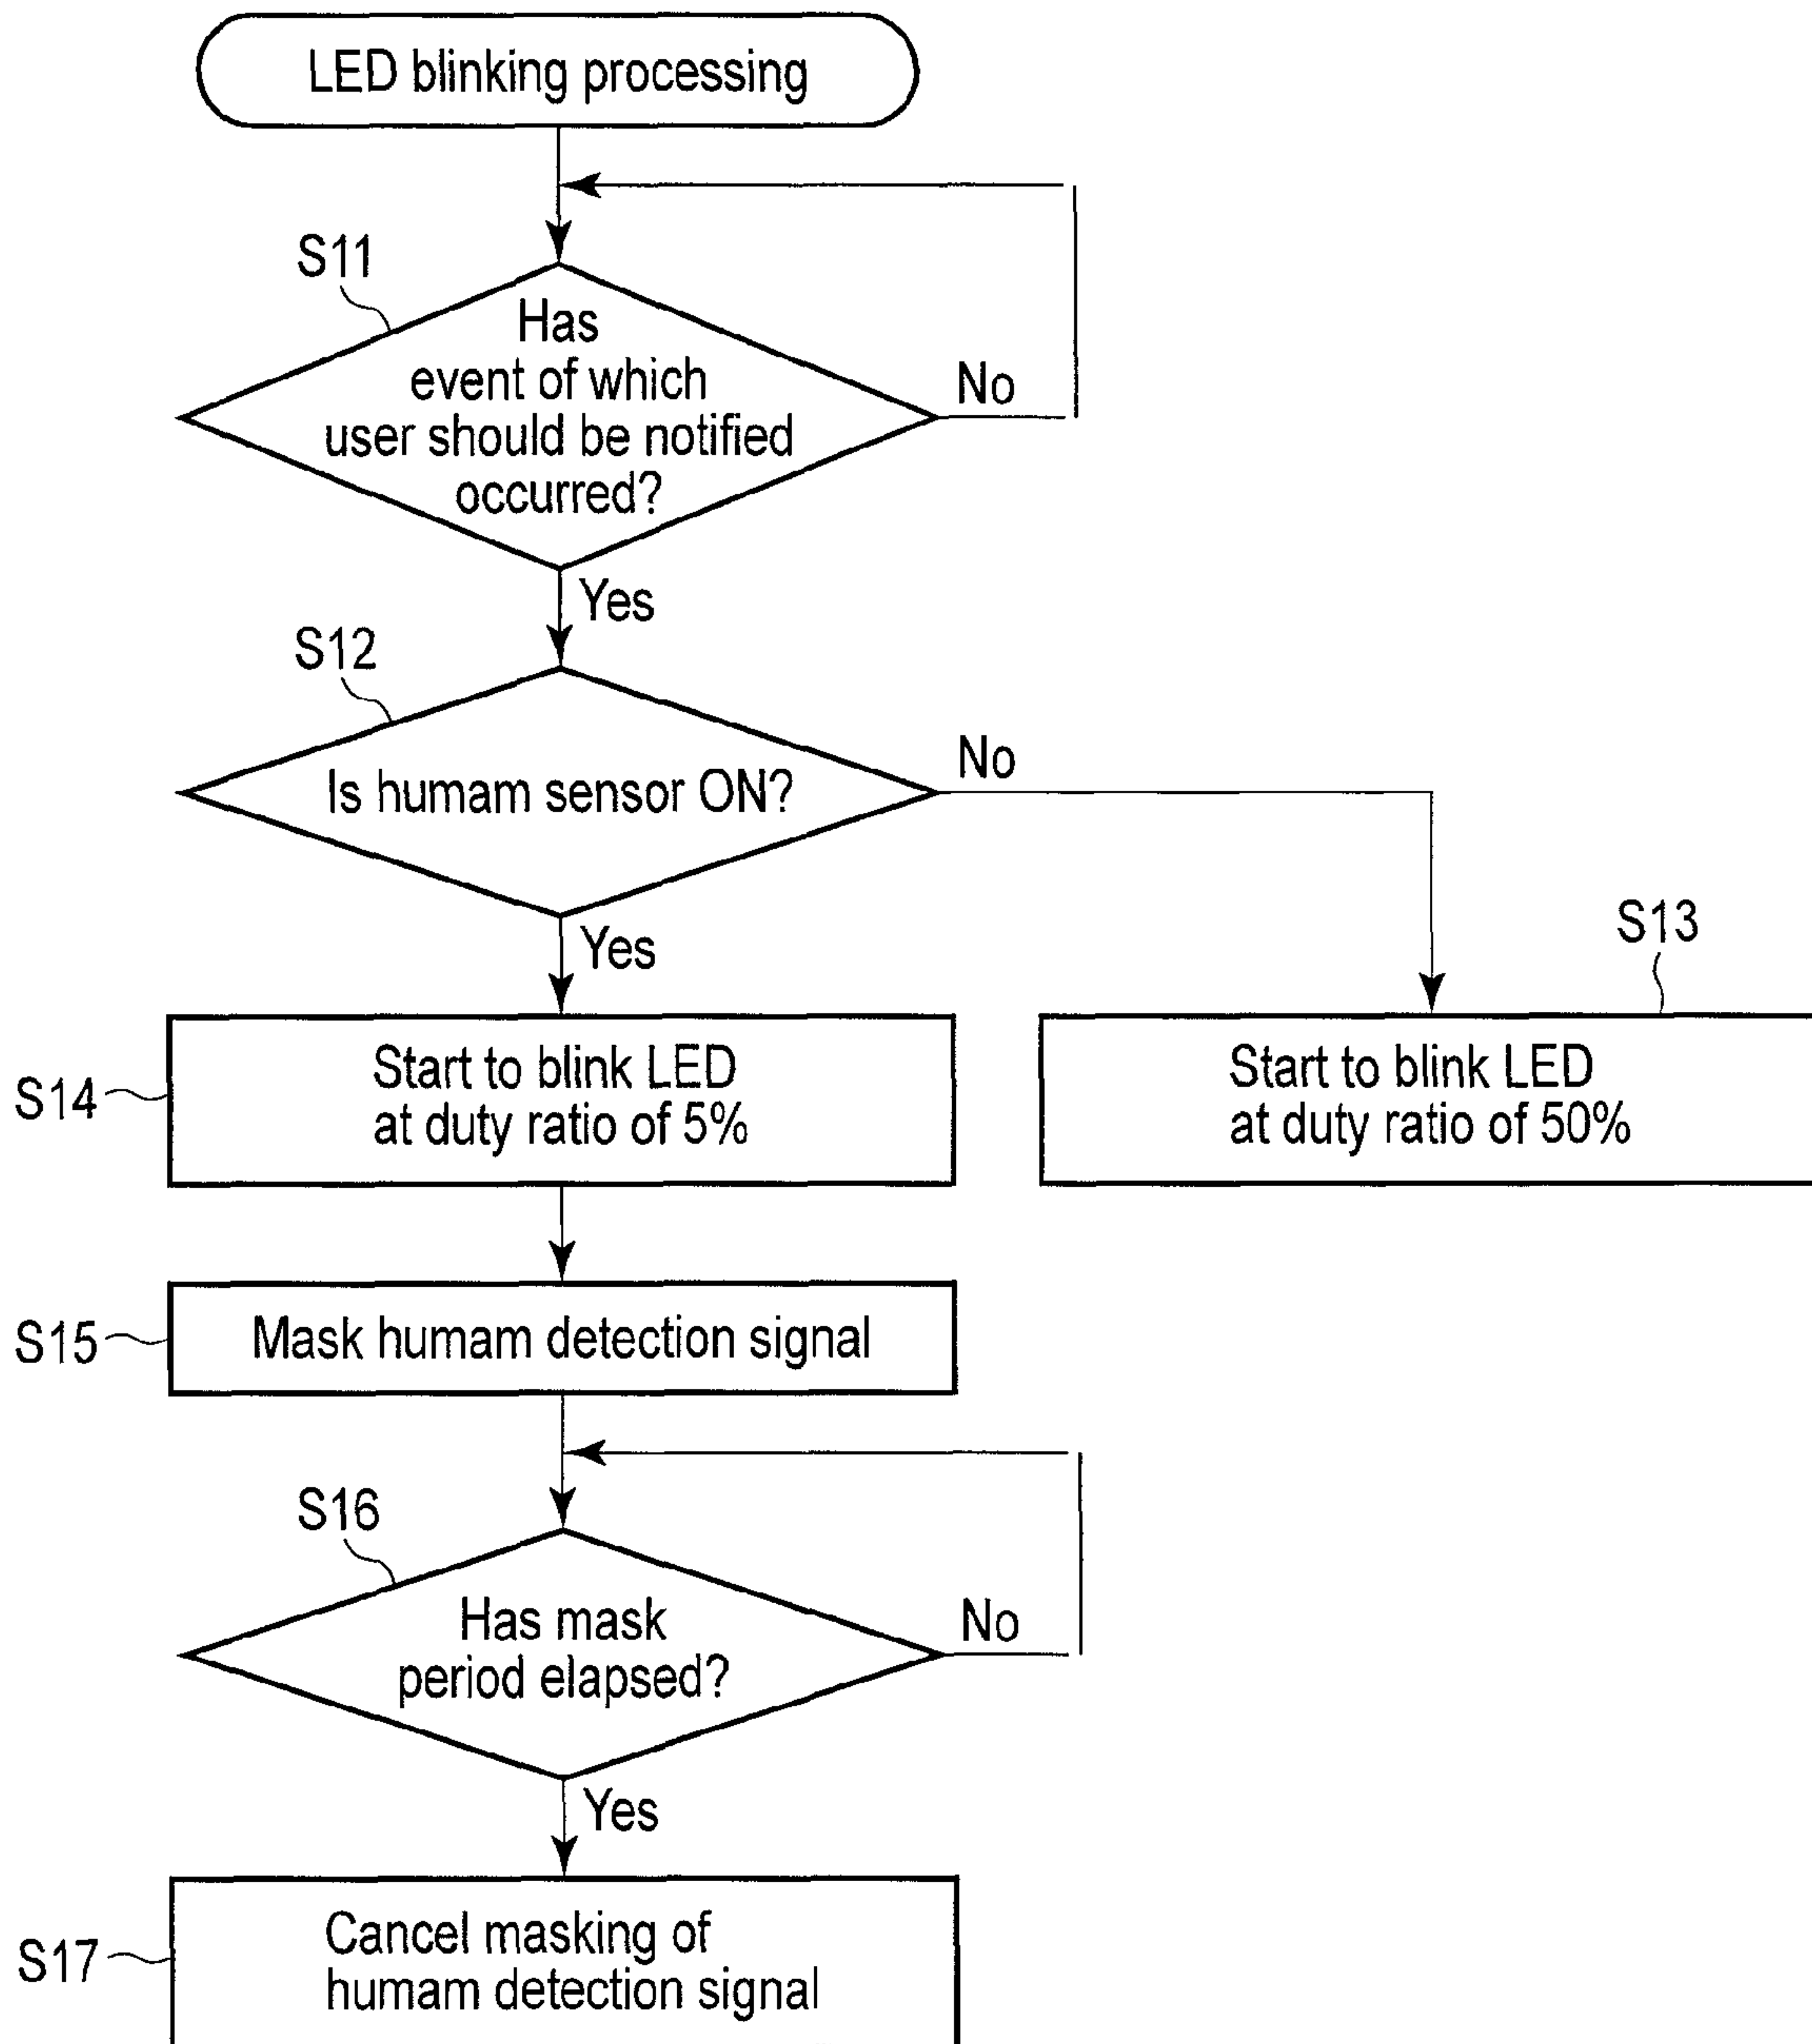 LED blinking processing
S11
Has
event of which
user should be notified
occurred?
No
Yes
S12
Is humam sensor ON?
No
Yes
S13
S14
Start to blink LED
at duty ratio of 5%
Start to blink LED
at duty ratio of 50%
S15
Mask humam detection signal
S16
Has mask
period elapsed?
No
Yes
S17
Cancel masking of
humam detection signal